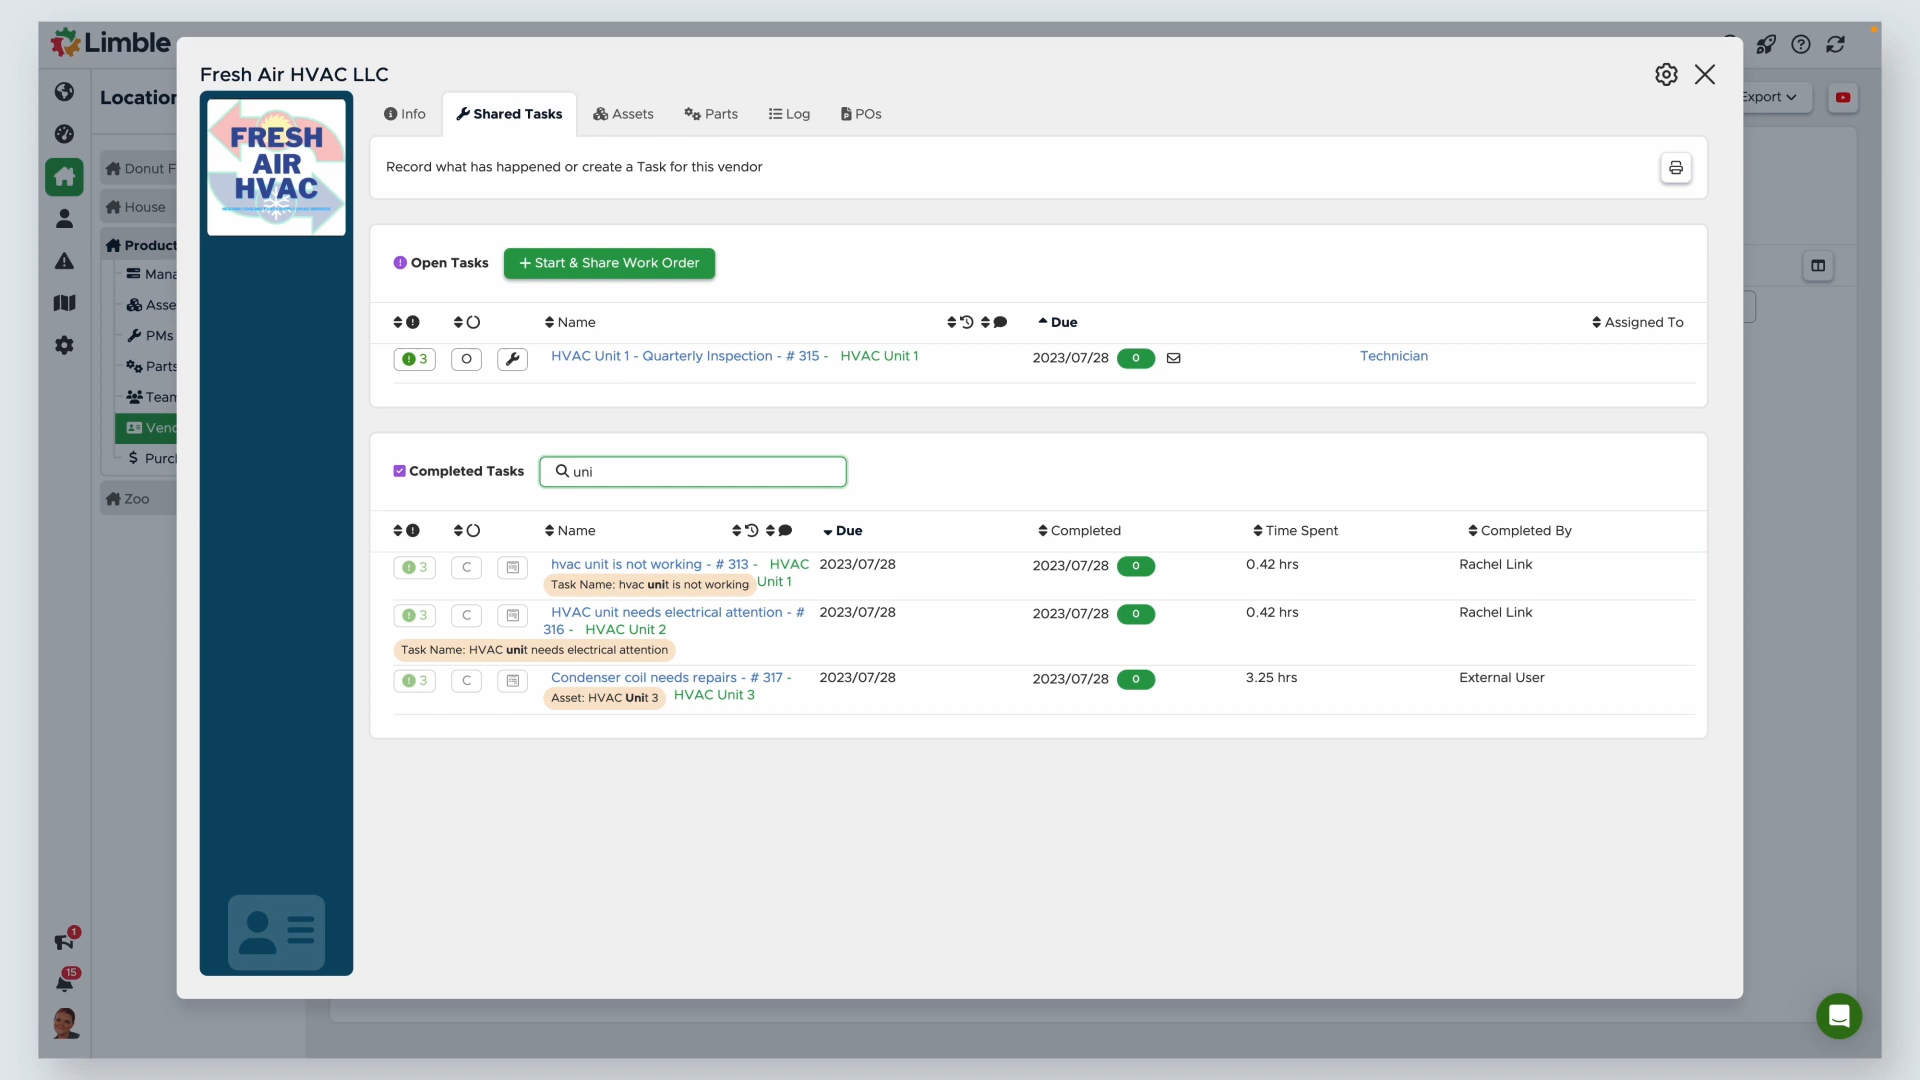 Limble
Fresh Air HVAC LLC
Export
Location
FRESH
AIR
HVAC
Info
Shared Tasks
Assets
Parts
Log
POs
Record what has happened or create a Task for this vendor
Donut F
House
Product
Mana
Asse
PMs
Parts
Team
Vend
Purch
Zoo
Open Tasks
+ Start & Share Work Order
Name
Due
Assigned To
3
O
HVAC Unit 1 - Quarterly Inspection - # 315 - HVAC Unit 1
2023/07/28
0
Technician
Completed Tasks
uni
Name
Due
Completed
Time Spent
Completed By
3
C
hvac unit is not working - # 313 - HVAC Unit 1
Task Name: hvac unit is not working
2023/07/28
2023/07/28
0
0.42 hrs
Rachel Link
3
C
HVAC unit needs electrical attention - #
316 - HVAC Unit 2
Task Name: HVAC unit needs electrical attention
2023/07/28
2023/07/28
0
0.42 hrs
Rachel Link
3
C
Condenser coil needs repairs - # 317 -
Asset: HVAC Unit 3
HVAC Unit 3
2023/07/28
2023/07/28
0
3.25 hrs
External User
1
15